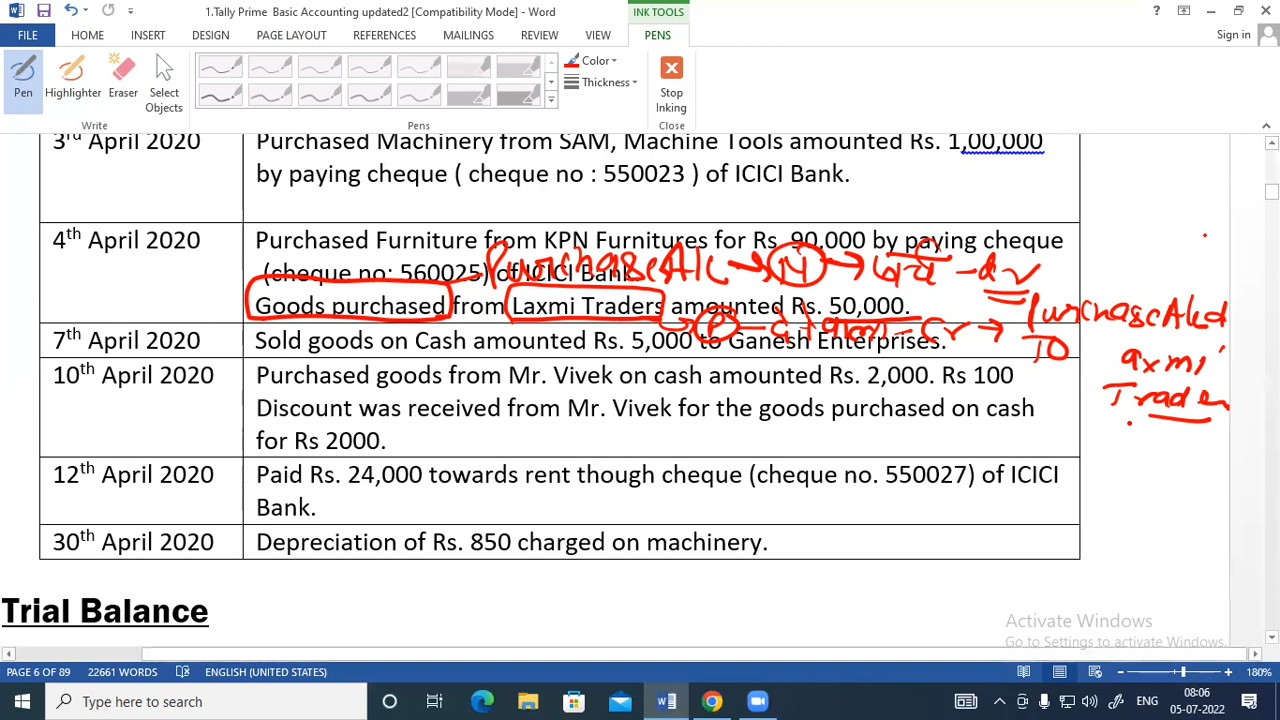 1.Tally Prime Basic Accounting updated2 [Compatibility Mode] - Word
INK TOOLS
FILE HOME INSERT DESIGN PAGE LAYOUT REFERENCES MAILINGS REVIEW VIEW PENS
Sign in
Pen Highlighter Eraser Select Objects
Color
Thickness
Stop Inking
Write Pens Close
3rd April 2020 Purchased Machinery from SAM, Machine Tools amounted Rs. 1,00,000
by paying cheque ( cheque no : 550023 ) of ICICI Bank.
4th April 2020 Purchased Furniture from KPN Furnitures for Rs. 90,000 by paying cheque
(cheque no: 560025) of ICICI Bank.
Purchase A/c
N
dr
Goods purchased from Laxmi Traders amounted Rs. 50,000.
P
Cr
Purchase A/c d
To
axmi
Trader
7th April 2020 Sold goods on Cash amounted Rs. 5,000 to Ganesh Enterprises.
10th April 2020 Purchased goods from Mr. Vivek on cash amounted Rs. 2,000. Rs 100
Discount was received from Mr. Vivek for the goods purchased on cash
for Rs 2000.
12th April 2020 Paid Rs. 24,000 towards rent though cheque (cheque no. 550027) of ICICI
Bank.
30th April 2020 Depreciation of Rs. 850 charged on machinery.
Trial Balance
Activate Windows
Go to Settings to activate Windows.
PAGE 6 OF 89 22661 WORDS ENGLISH (UNITED STATES) 180%
Type here to search
ENG
08:06
05-07-2022